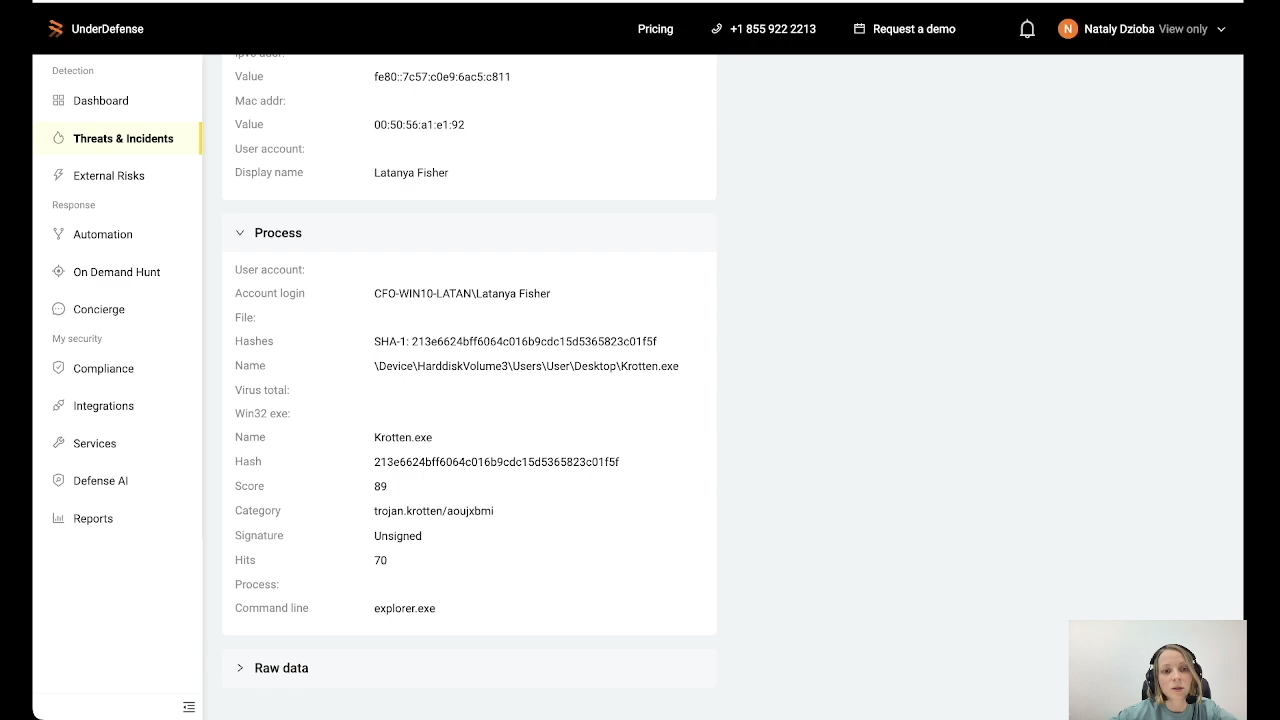 UnderDefense
Pricing
+1 855 922 2213
Request a demo
Nataly Dzioba View only
Detection
Dashboard
Threats & Incidents
External Risks
Response
Automation
On Demand Hunt
Concierge
My security
Compliance
Integrations
Services
Defense AI
Reports
Value fe80::7c57:c0e9:6ac5:c811
Mac addr:
Value 00:50:56:a1:e1:92
User account:
Display name Latanya Fisher
Process
User account:
Account login CFO-WIN10-LATAN\Latanya Fisher
File:
Hashes SHA-1: 213e6624bff6064c016b9cdc15d5365823c01f5f
Name \Device\HarddiskVolume3\Users\User\Desktop\Krotten.exe
Virus total:
Win32 exe:
Name Krotten.exe
Hash 213e6624bff6064c016b9cdc15d5365823c01f5f
Score 89
Category trojan.krotten/aoujxbmi
Signature Unsigned
Hits 70
Process:
Command line explorer.exe
Raw data